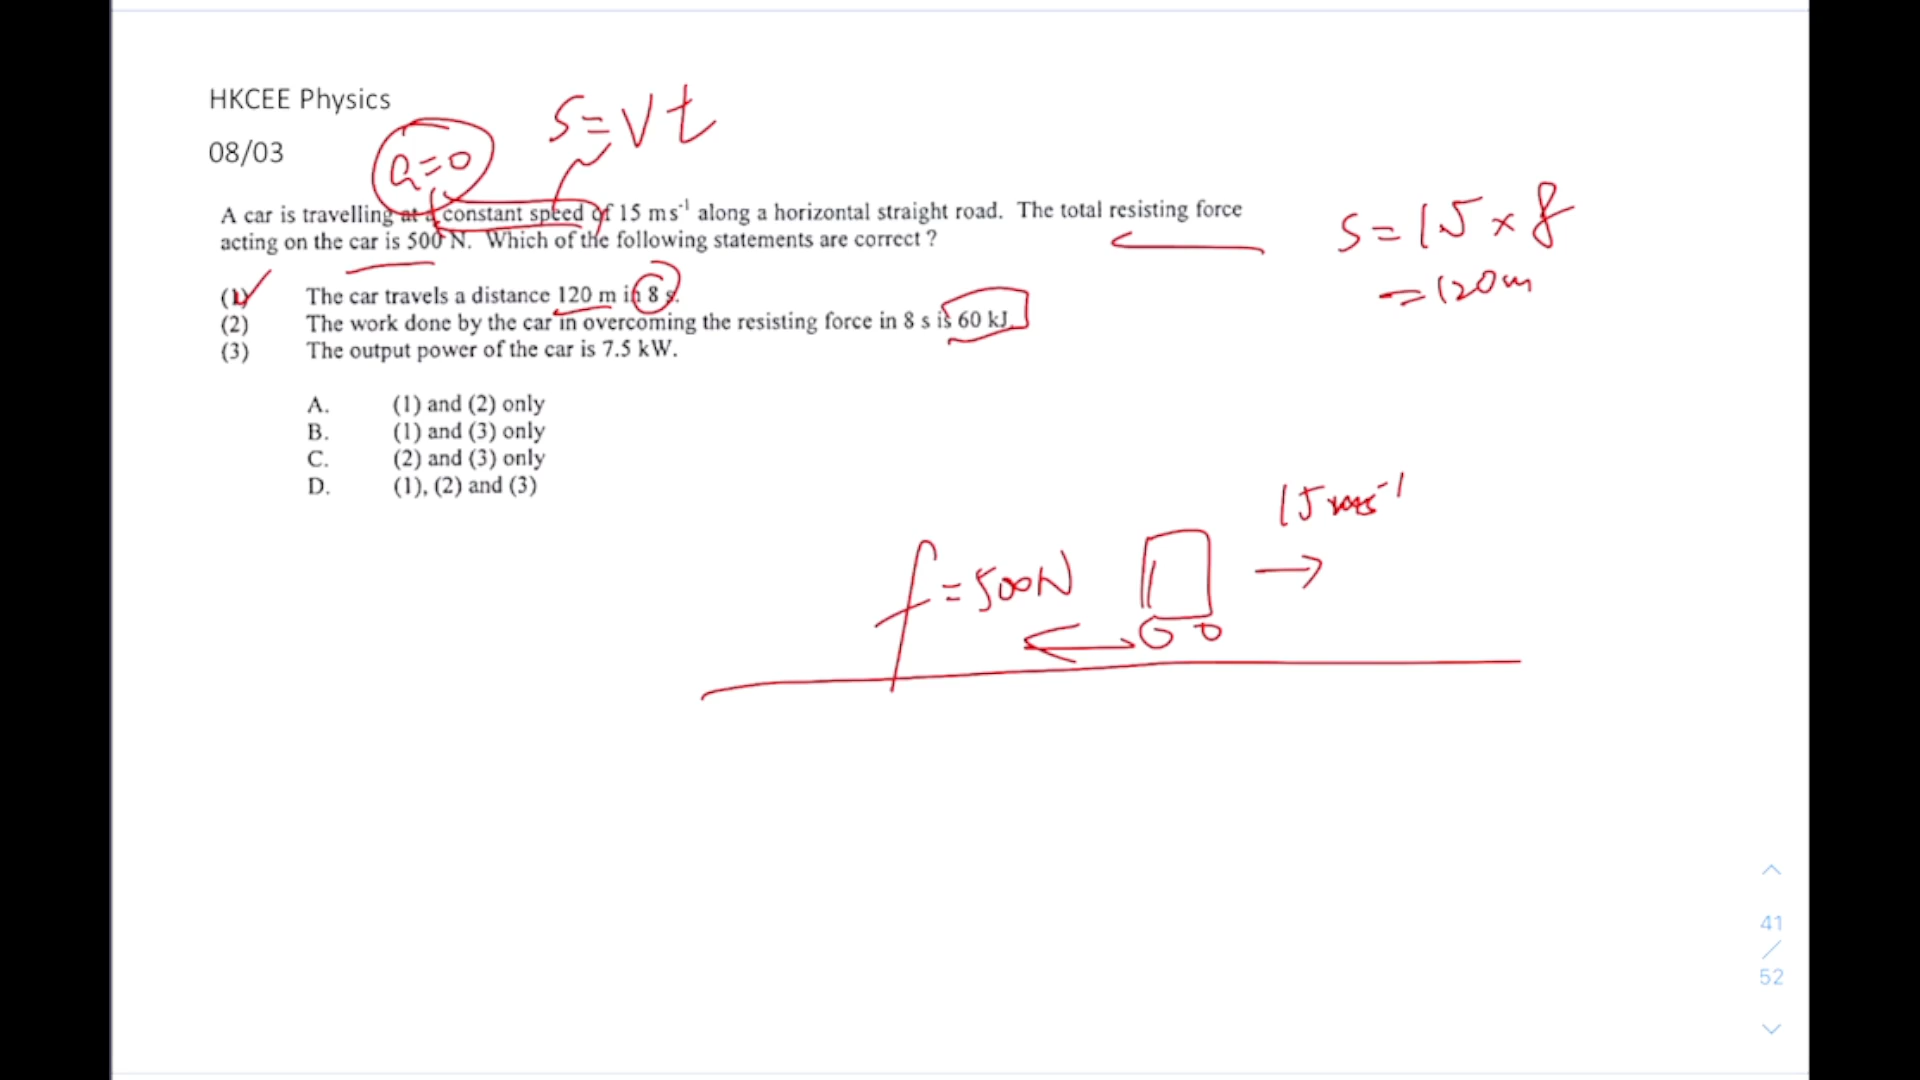 HKCEE Physics
S=Vt
08/03
a=0
A car is travelling at a constant speed of 15 ms⁻¹ along a horizontal straight road. The total resisting force
acting on the car is 500 N. Which of the following statements are correct ?
S=15×8
=120m
(1) The car travels a distance 120 m in 8 s.
(2) The work done by the car in overcoming the resisting force in 8 s is 60 kJ.
(3) The output power of the car is 7.5 kW.
A. (1) and (2) only
B. (1) and (3) only
C. (2) and (3) only
D. (1), (2) and (3)
15ms⁻¹
f=500N
41
/
52